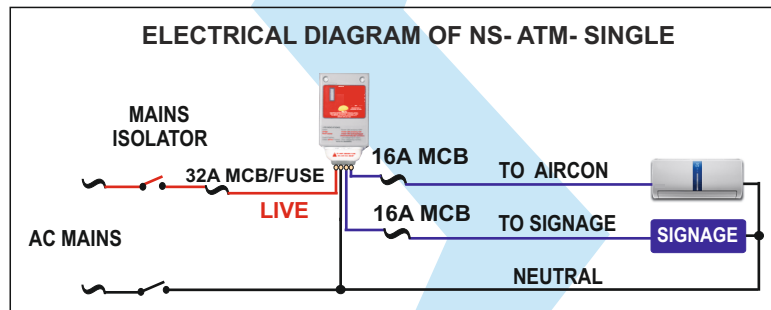 ELECTRICAL DIAGRAM OF NS- ATM- SINGLE
MAINS
ISOLATOR
32A MCB/FUSE
LIVE
16A MCB
TO AIRCON
16A MCB
TO SIGNAGE
SIGNAGE
AC MAINS
NEUTRAL